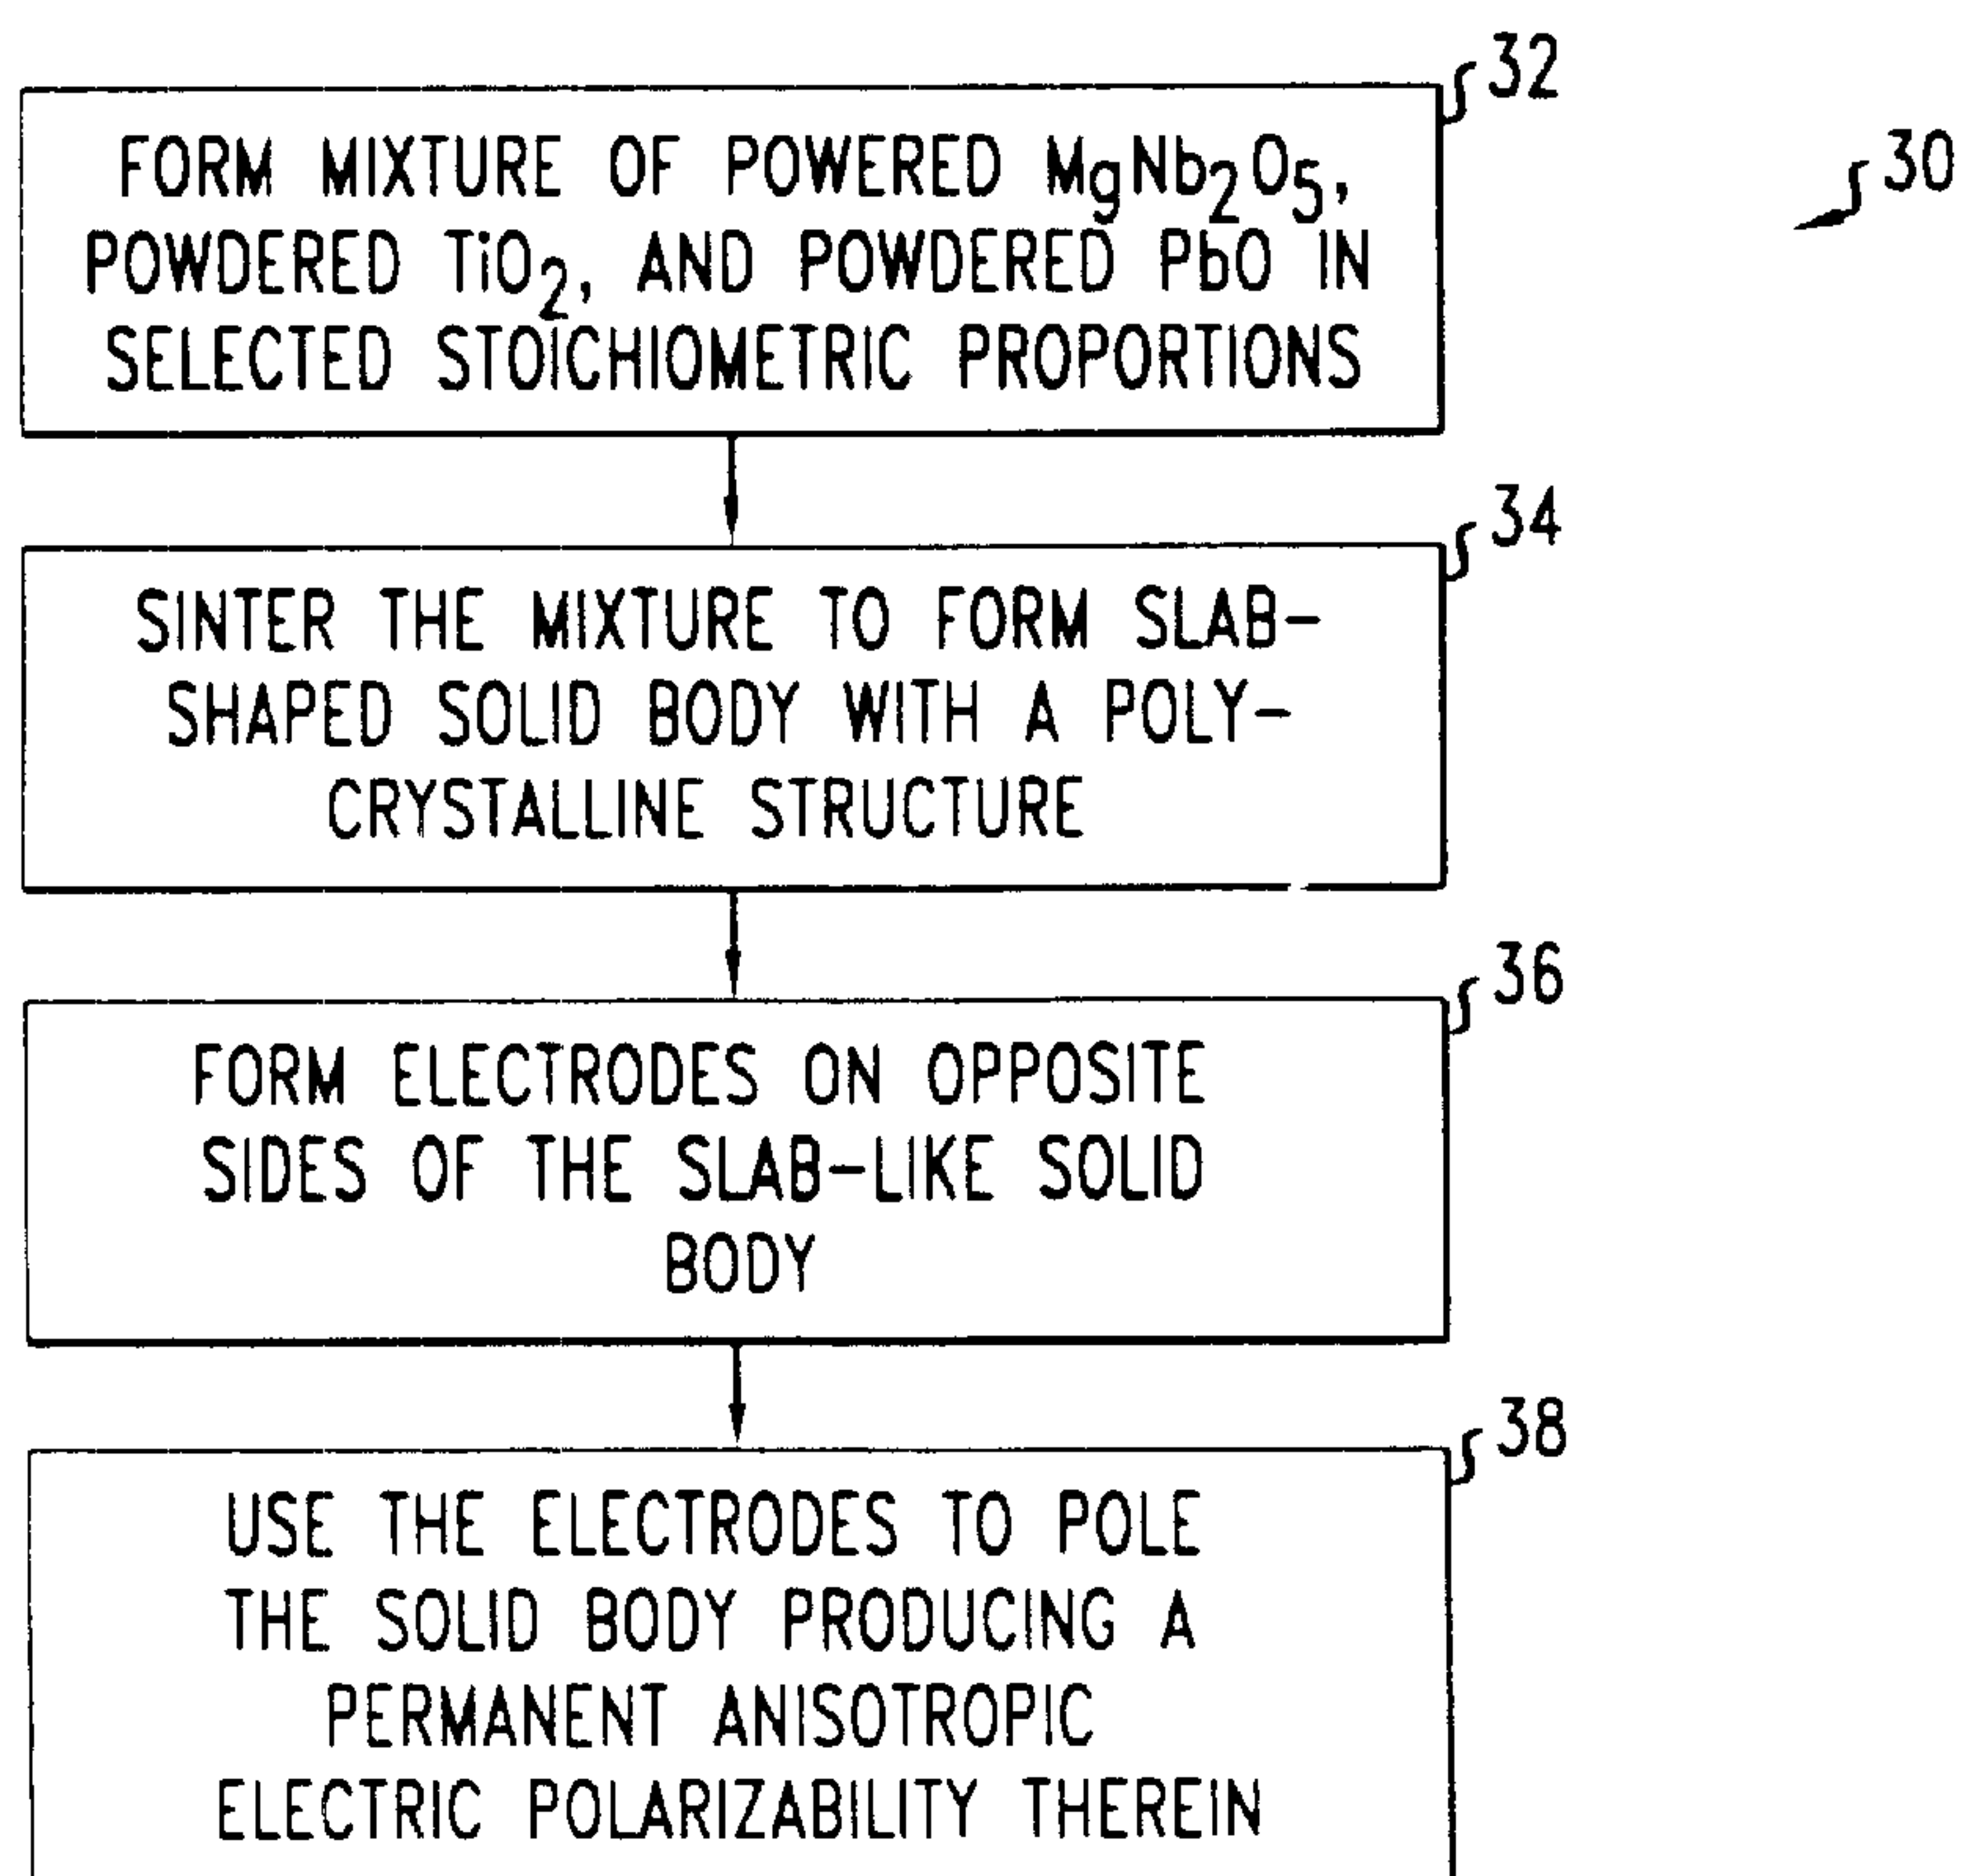 32
30
FORM MIXTURE OF POWERED MgNb₂O₅,
POWDERED TiO₂, AND POWDERED PbO IN
SELECTED STOICHIOMETRIC PROPORTIONS
34
SINTER THE MIXTURE TO FORM SLAB-
SHAPED SOLID BODY WITH A POLY-
CRYSTALLINE STRUCTURE
36
FORM ELECTRODES ON OPPOSITE
SIDES OF THE SLAB-LIKE SOLID
BODY
38
USE THE ELECTRODES TO POLE
THE SOLID BODY PRODUCING A
PERMANENT ANISOTROPIC
ELECTRIC POLARIZABILITY THEREIN